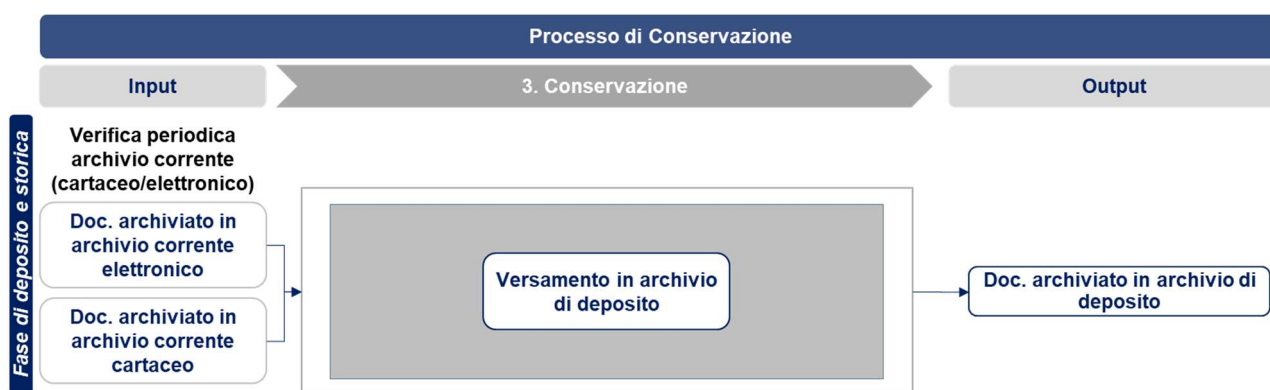 Processo di Conservazione
Input
3. Conservazione
Output
Fase di deposito e storica
Verifica periodica
archivio corrente
(cartaceo/elettronico)
Doc. archiviato in
archivio corrente
elettronico
Doc. archiviato in
archivio corrente
cartaceo
Versamento in archivio
di deposito
Doc. archiviato in archivio di
deposito